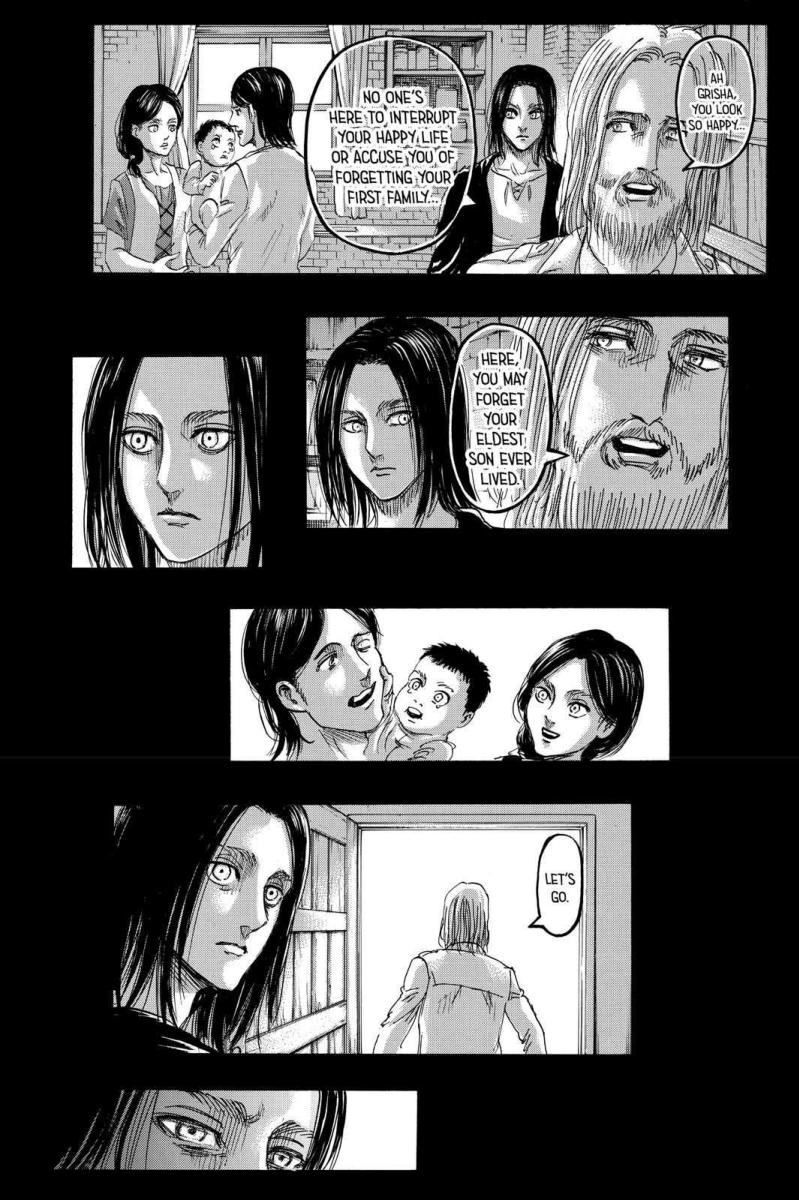 AH
GRISHA,
YOU LOOK
SO HAPPY...
NO ONE'S
HERE TO INTERRUPT
YOUR HAPPY LIFE
OR ACCUSE YOU OF
FORGETTING YOUR
FIRST FAMILY...
HERE,
YOU MAY
FORGET
YOUR
ELDEST
SON EVER
LIVED.
LET'S
GO.